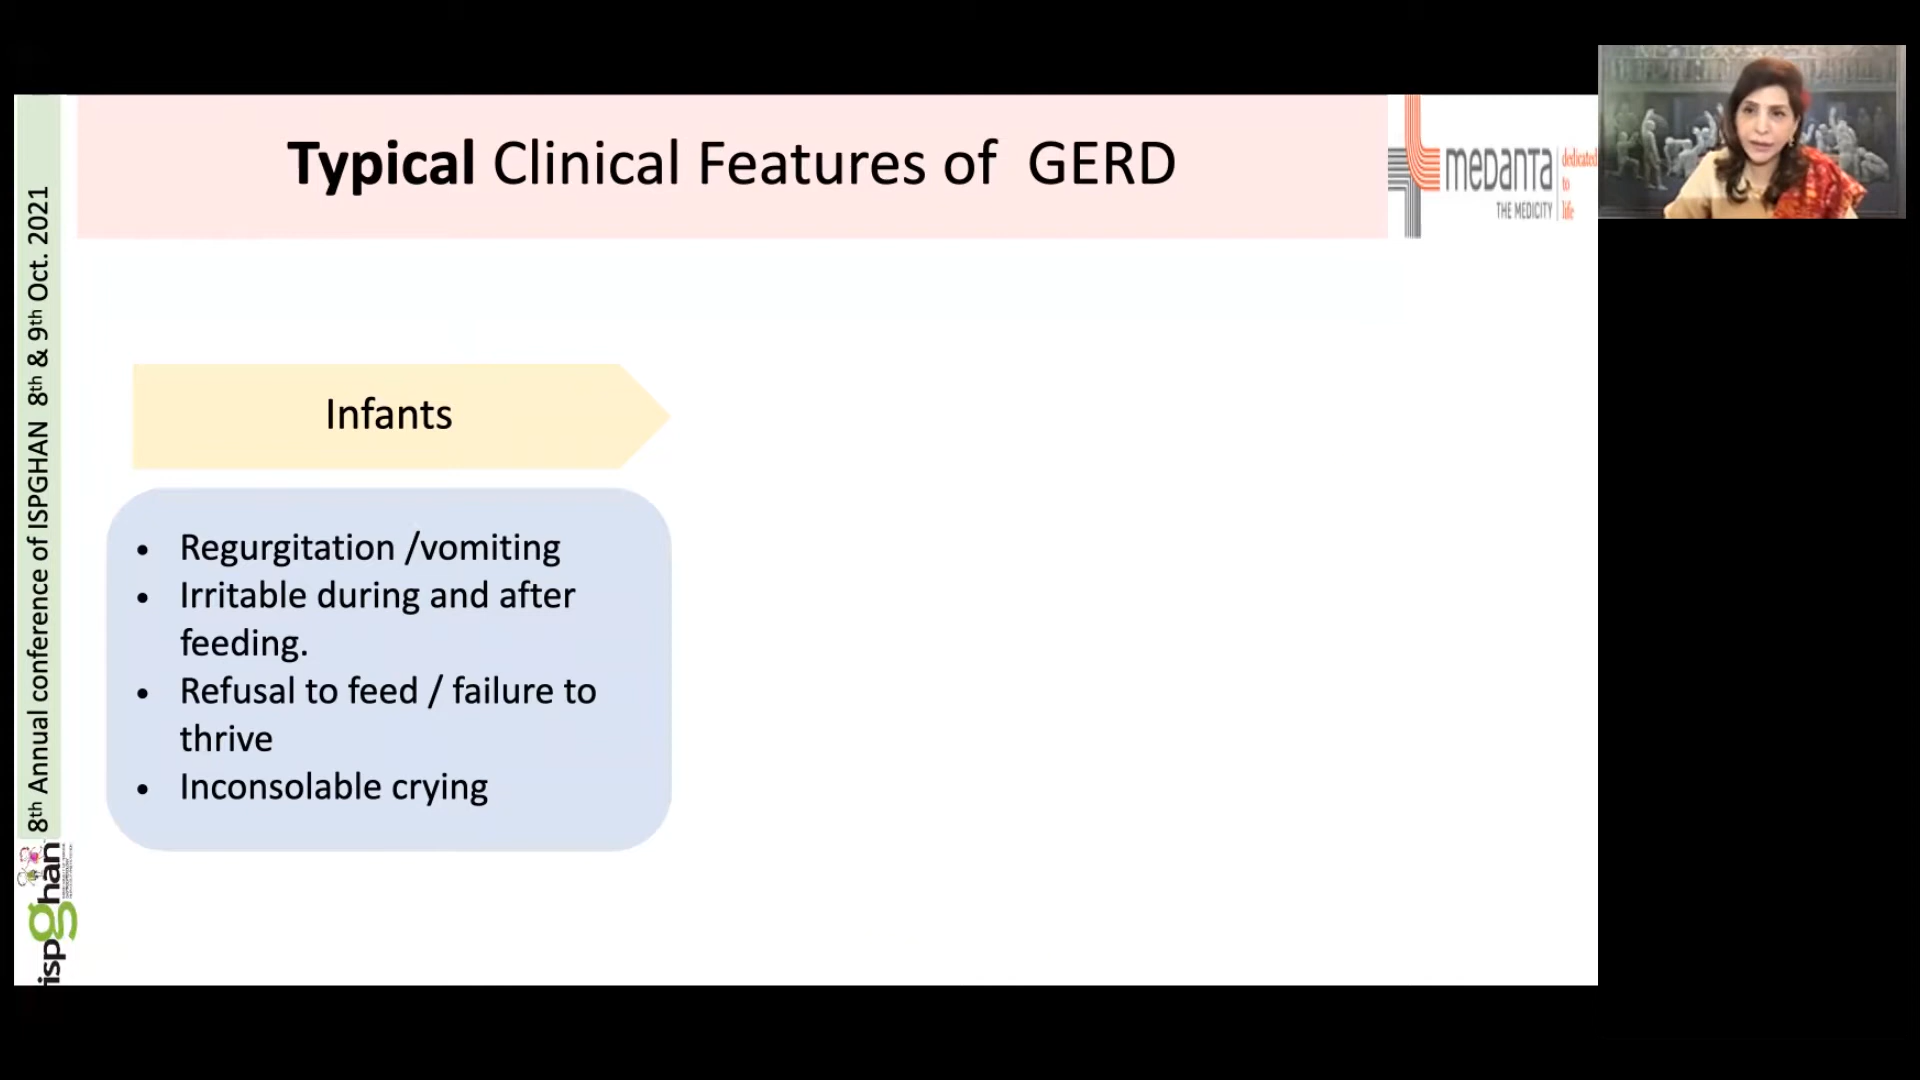 Typical Clinical Features of GERD
MeDanTa
THE MEDICITY
dedicated
to
life
8th Annual conference of ISPGHAN 8th & 9th Oct. 2021
ispghan
Infants
• Regurgitation /vomiting
• Irritable during and after
feeding.
• Refusal to feed / failure to
thrive
• Inconsolable crying